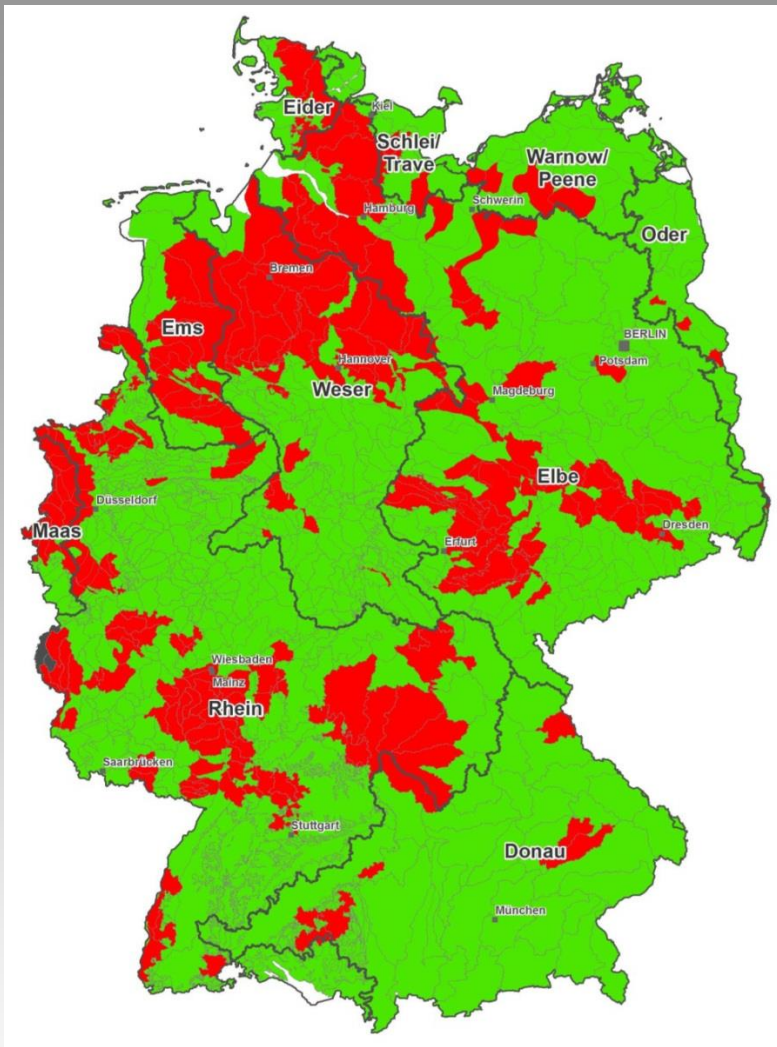 Eider
Kiel
Schlei/
Trave
Warnow/
Peene
Schwerin
Hamburg
Oder
Bremen
Ems
BERLIN
Hannover
Potsdam
Weser
Magdeburg
Elbe
Düsseldorf
Maas
Dresden
Erfurt
Wiesbaden
Mainz
Rhein
Saarbrücken
Stuttgart
Donau
München